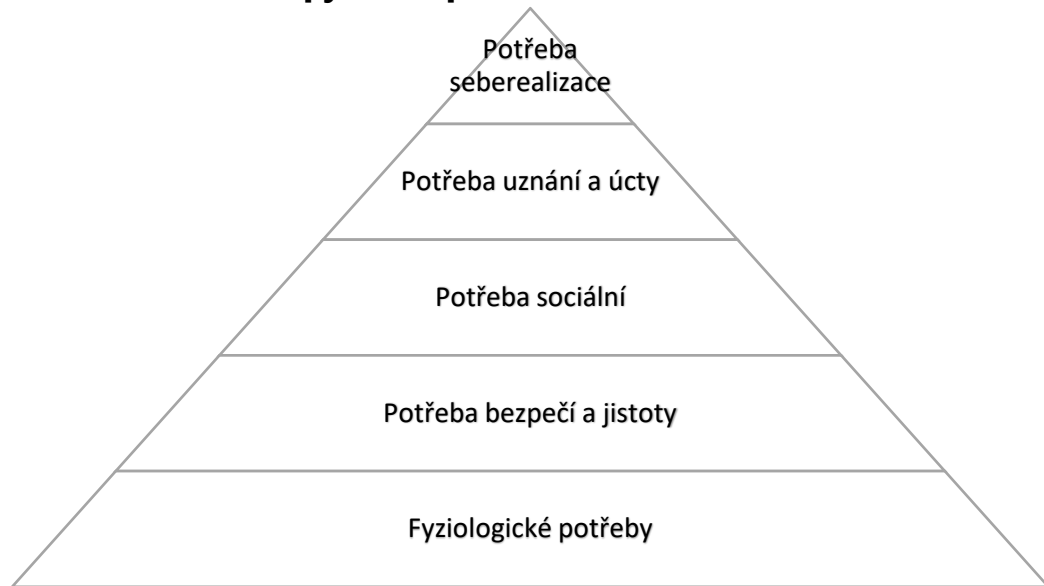 Potřeba
seberealizace
Potřeba uznání a úcty
Potřeba sociální
Potřeba bezpečí a jistoty
Fyziologické potřeby